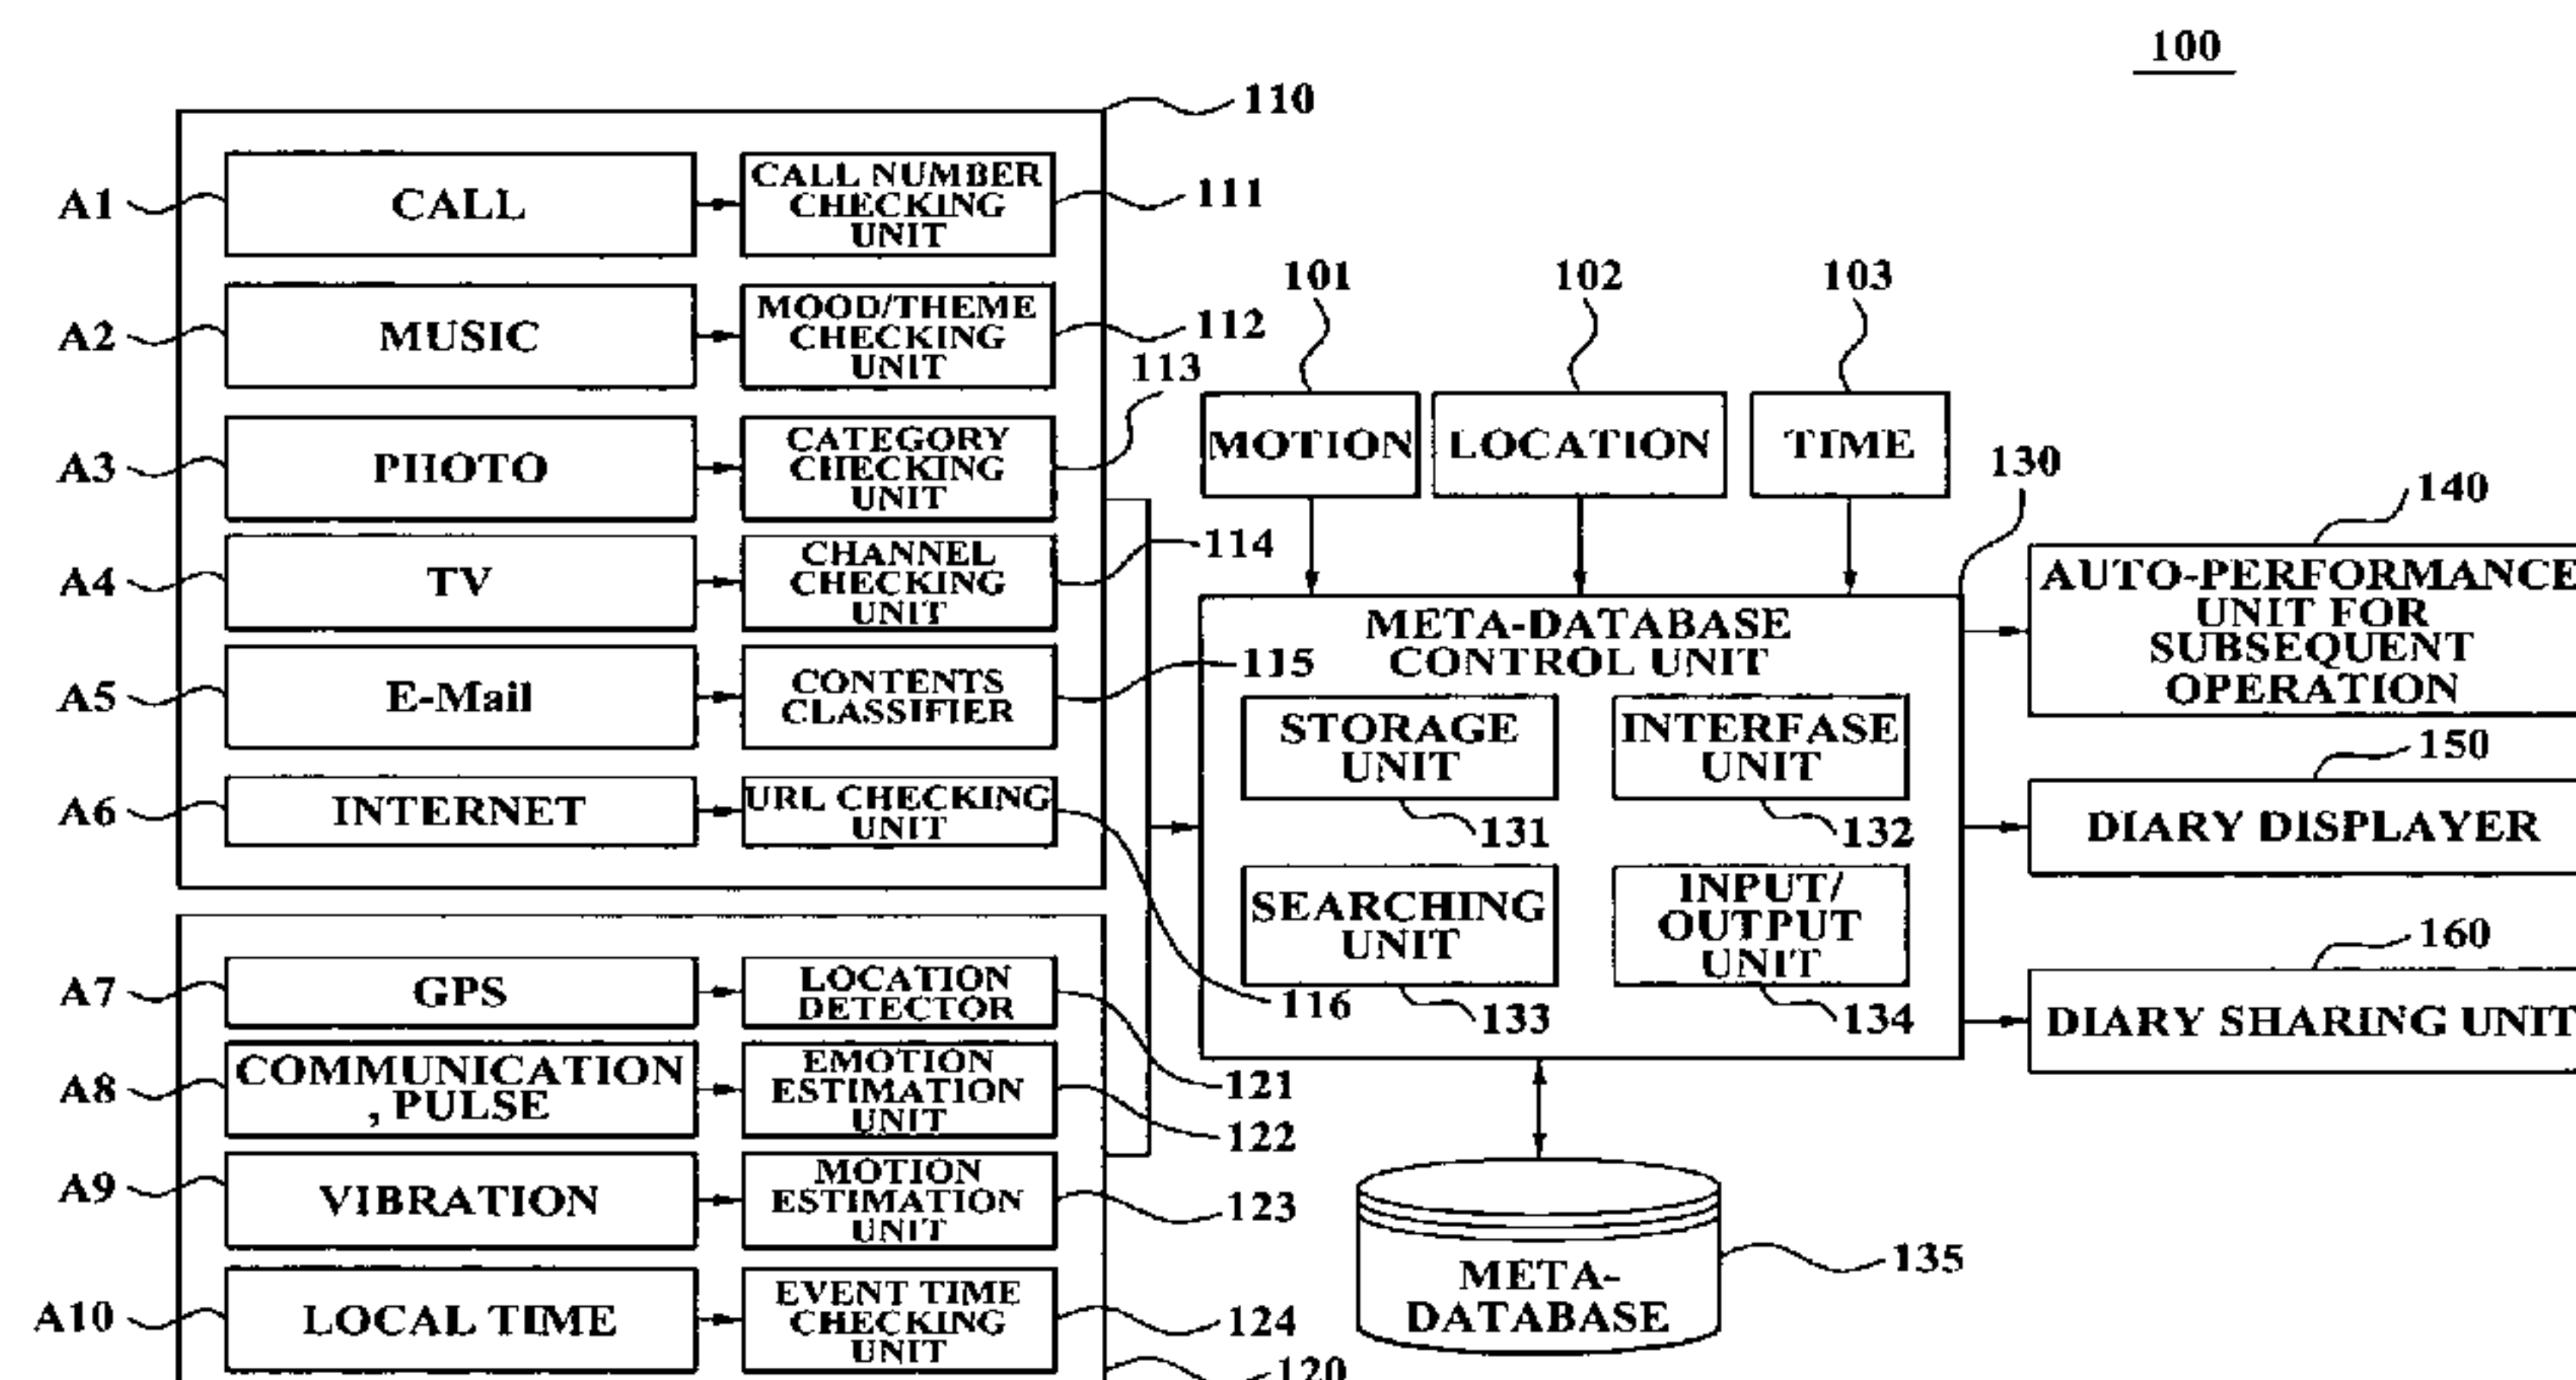 100
110
A1
CALL
CALL NUMBER
CHECKING
UNIT
111
A2
MUSIC
MOOD/THEME
CHECKING
UNIT
112
A3
PHOTO
CATEGORY
CHECKING
UNIT
113
A4
TV
CHANNEL
CHECKING
UNIT
114
A5
E-Mail
CONTENTS
CLASSIFIER
115
A6
INTERNET
URL CHECKING
UNIT
116
A7
GPS
LOCATION
DETECTOR
121
A8
COMMUNICATION
, PULSE
EMOTION
ESTIMATION
UNIT
122
A9
VIBRATION
MOTION
ESTIMATION
UNIT
123
A10
LOCAL TIME
EVENT TIME
CHECKING
UNIT
124
120
101
MOTION
102
LOCATION
103
TIME
130
META-DATABASE
CONTROL UNIT
STORAGE
UNIT
131
INTERFASE
UNIT
132
SEARCHING
UNIT
133
INPUT/
OUTPUT
UNIT
134
META-
DATABASE
135
140
AUTO-PERFORMANCE
UNIT FOR
SUBSEQUENT
OPERATION
150
DIARY DISPLAYER
160
DIARY SHARING UNIT